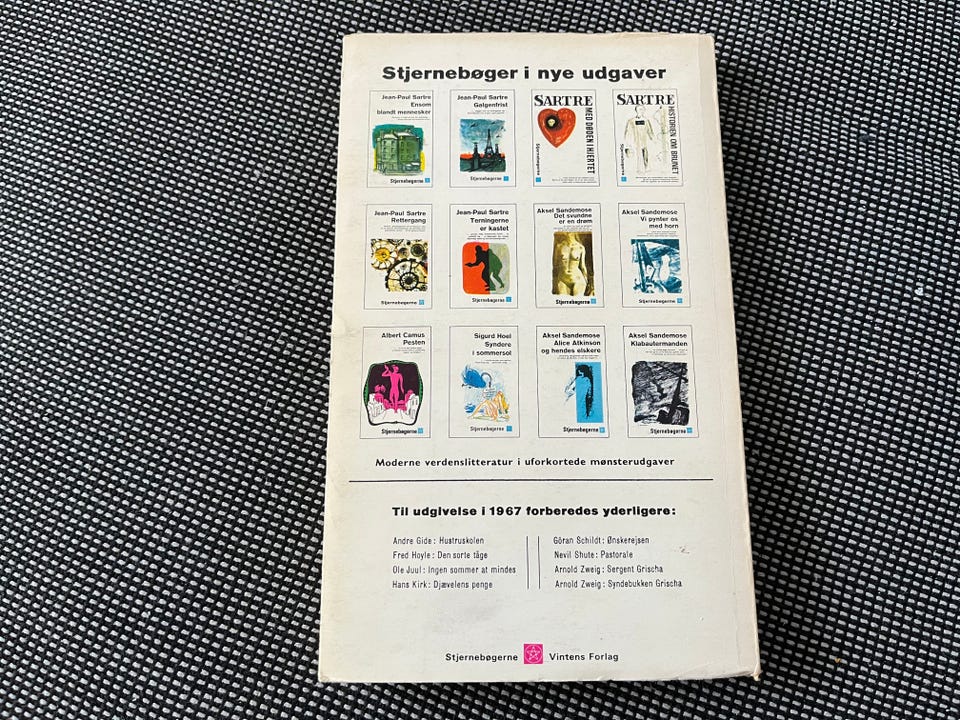 Stjernebøger i nye udgaver
Jean-Paul Sartre
Ensom
blandt mennesker
Stjernebøgerne
Jean-Paul Sartre
Galgenfrist
Stjernebøgerne
SARTRE
MED DØDEN I HJERTET
Stjernebøgerne
SARTRE
HISTORIEN OM BRUNET
Stjernebøgerne
Jean-Paul Sartre
Rettergang
Stjernebøgerne
Jean-Paul Sartre
Terningerne
er kastet
Stjernebøgerne
Aksel Sandemose
Det svundne
er en drøm
Stjernebøgerne
Aksel Sandemose
Vi pynter os
med horn
Stjernebøgerne
Albert Camus
Pesten
Stjernebøgerne
Sigurd Hoel
Syndere
i sommersol
Stjernebøgerne
Aksel Sandemose
Alice Atkinson
og hendes elskere
Stjernebøgerne
Aksel Sandemose
Klabautermanden
Stjernebøgerne
Moderne verdenslitteratur i uforkortede mønsterudgaver
Til udgivelse i 1967 forberedes yderligere:
Andre Gide: Hustruskolen
Fred Hoyle: Den sorte tåge
Ole Juul: Ingen sommer at mindes
Hans Kirk: Djævelens penge
Göran Schildt: Ønskerejsen
Nevil Shute: Pastorale
Arnold Zweig: Sergent Grischa
Arnold Zweig: Syndebukken Grischa
Stjernebøgerne Vintens Forlag